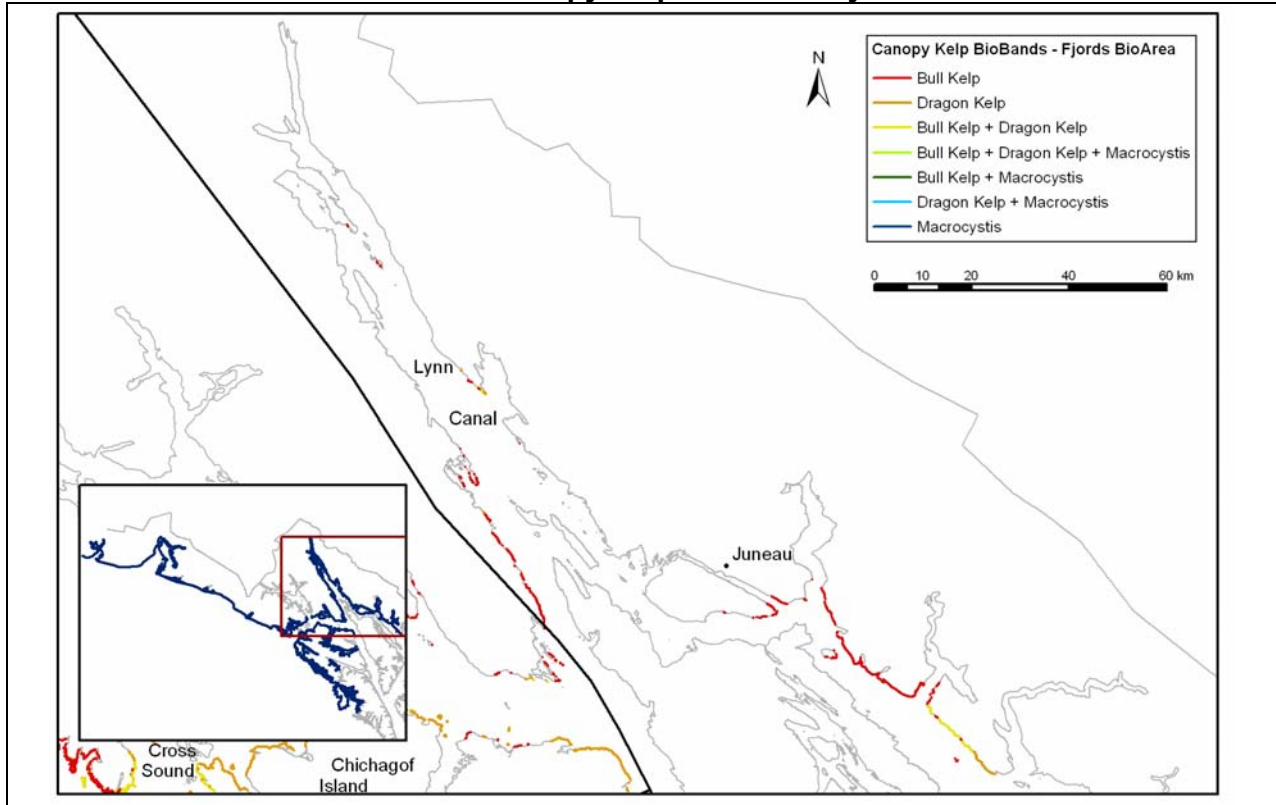 Canopy Kelp BioBands - Fjords BioArea
Bull Kelp
Dragon Kelp
Bull Kelp + Dragon Kelp
Bull Kelp + Dragon Kelp + Macrocystis
Bull Kelp + Macrocystis
Dragon Kelp + Macrocystis
Macrocystis
N
0 10 20 40 60 km
Lynn
Canal
Juneau
Cross
Sound
Chichagof
Island